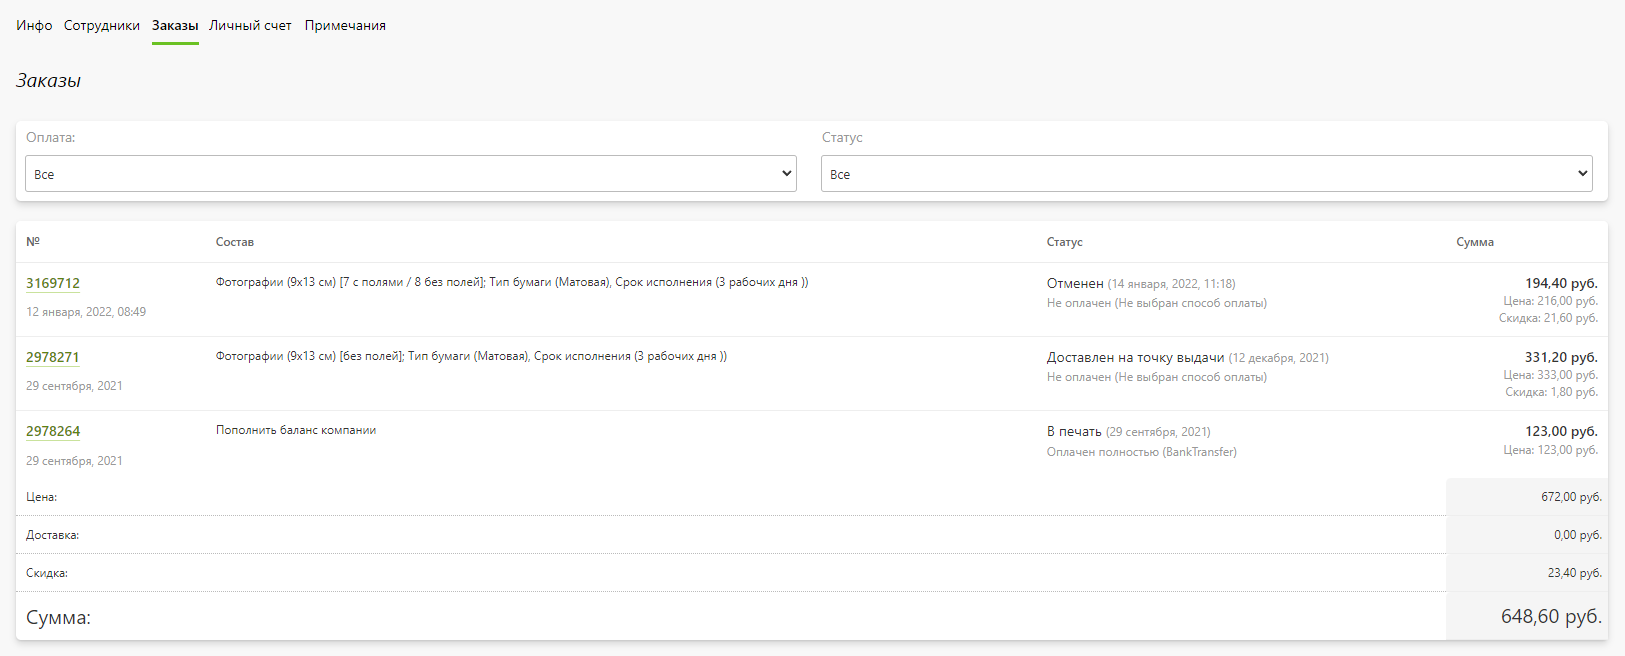 Инфо Сотрудники Заказы Личный счет Примечания
Заказы
Оплата: Статус
Все Все
№ Состав Статус Сумма
3169712 Фотографии (9x13 см) [7 с полями / 8 без полей]; Тип бумаги (Матовая), Срок исполнения (3 рабочих дня )) Отменен (14 января, 2022, 11:18) 194,40 руб.
12 января, 2022, 08:49 Не оплачен (Не выбран способ оплаты) Цена: 216,00 руб.
Скидка: 21,60 руб.
2978271 Фотографии (9x13 см) [без полей]; Тип бумаги (Матовая), Срок исполнения (3 рабочих дня )) Доставлен на точку выдачи (12 декабря, 2021) 331,20 руб.
29 сентября, 2021 Не оплачен (Не выбран способ оплаты) Цена: 333,00 руб.
Скидка: 1,80 руб.
2978264 Пополнить баланс компании В печать (29 сентября, 2021) 123,00 руб.
29 сентября, 2021 Оплачен полностью (BankTransfer) Цена: 123,00 руб.
Цена: 672,00 руб.
Доставка: 0,00 руб.
Скидка: 23,40 руб.
Сумма: 648,60 руб.